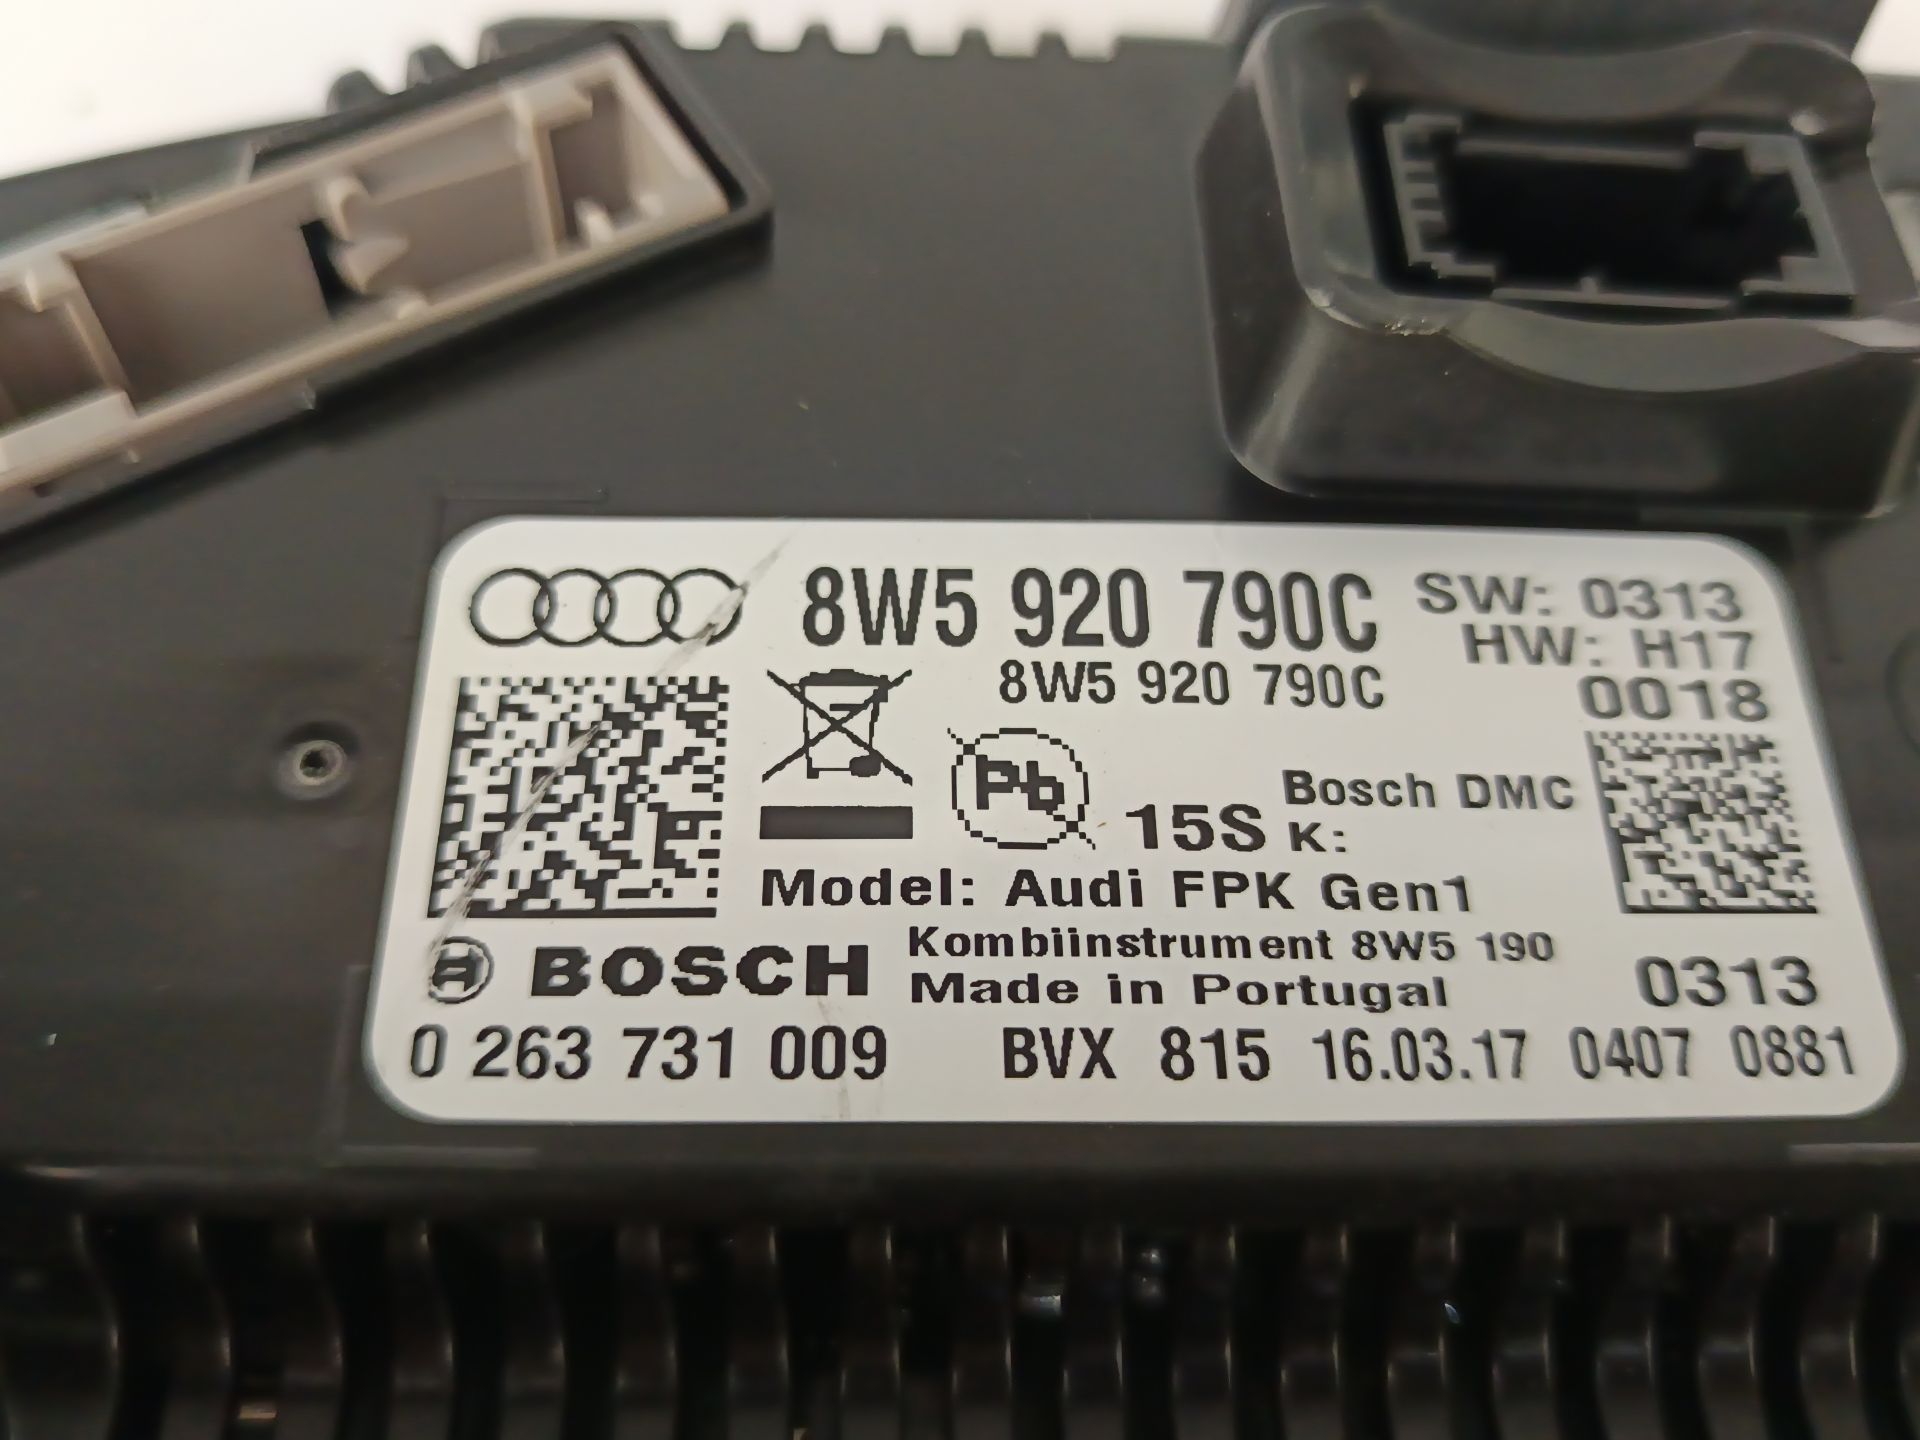 8W5 920 790C
SW: 0313
HW: H17
8W5 920 790C
0018
Pb
15S
Bosch DMC
K:
Model: Audi FPK Gen1
BOSCH
Kombiinstrument 8W5 190
Made in Portugal
0313
0 263 731 009
BVX 815 16.03.17 0407 0881